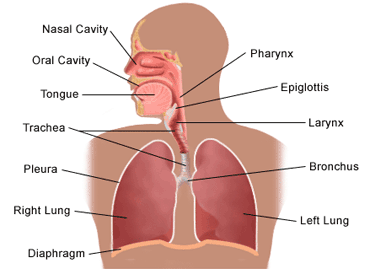 Nasal Cavity
Oral Cavity
Tongue
Trachea
Pleura
Right Lung
Diaphragm
Pharynx
Epiglottis
Larynx
Bronchus
Left Lung